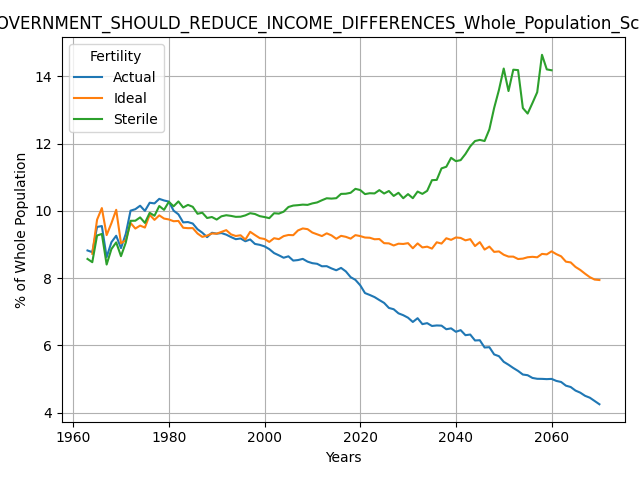 OVERNMENT_SHOULD_REDUCE_INCOME_DIFFERENCES_Whole_Population_Sc
Fertility
Actual
Ideal
Sterile
% of Whole Population
14
12
10
8
6
4
1960 1980 2000 2020 2040 2060
Years